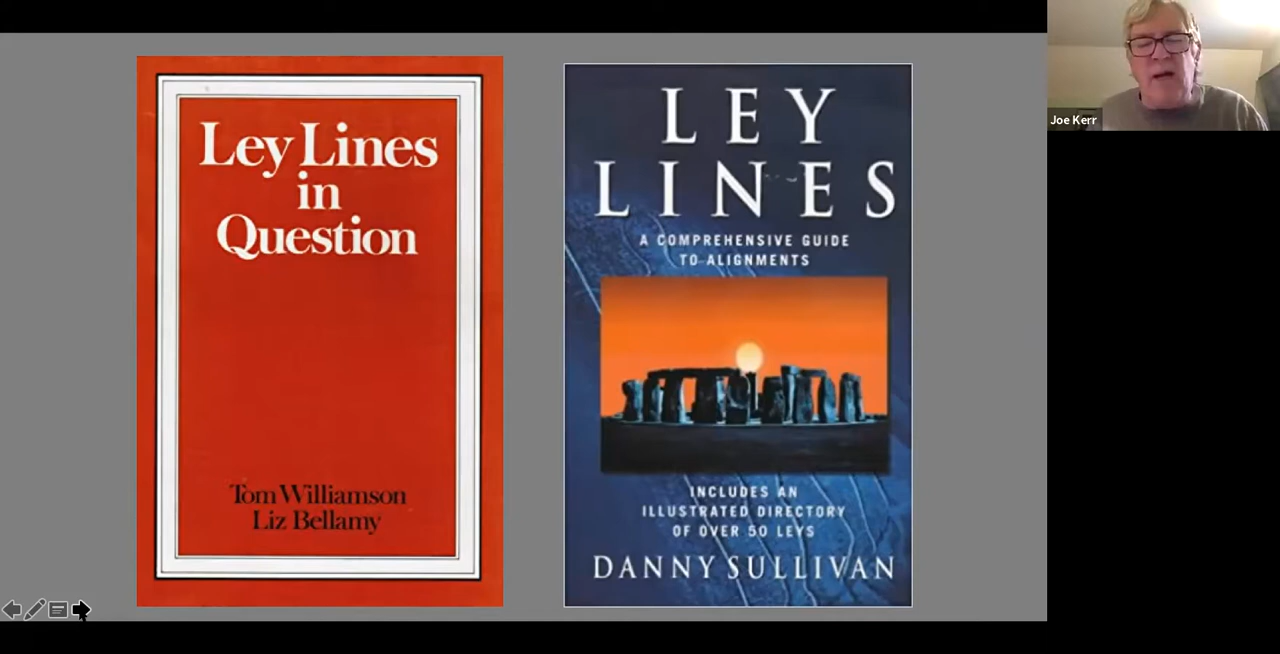 Ley Lines
in
Question
Tom Williamson
Liz Bellamy
LEY
LINES
A COMPREHENSIVE GUIDE
TO ALIGNMENTS
INCLUDES AN
ILLUSTRATED DIRECTORY
OF OVER 50 LEYS
DANNY SULLIVAN
Joe Kerr